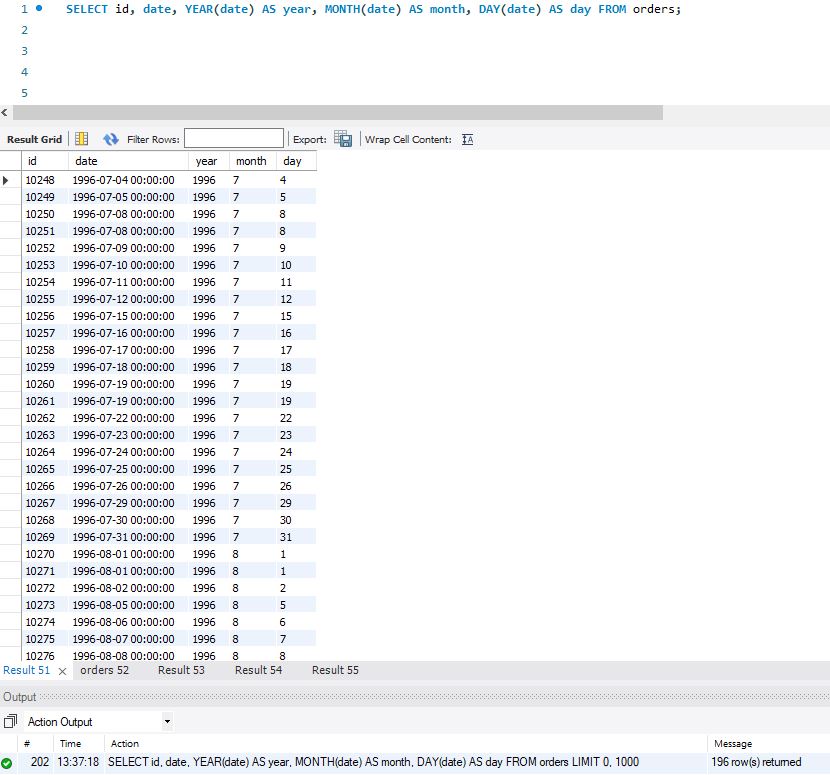 1 SELECT id, date, YEAR(date) AS year, MONTH(date) AS month, DAY(date) AS day FROM orders;
2
3
4
5
Result Grid Filter Rows: Export: Wrap Cell Content:
id date year month day
10248 1996-07-04 00:00:00 1996 7 4
10249 1996-07-05 00:00:00 1996 7 5
10250 1996-07-08 00:00:00 1996 7 8
10251 1996-07-08 00:00:00 1996 7 8
10252 1996-07-09 00:00:00 1996 7 9
10253 1996-07-10 00:00:00 1996 7 10
10254 1996-07-11 00:00:00 1996 7 11
10255 1996-07-12 00:00:00 1996 7 12
10256 1996-07-15 00:00:00 1996 7 15
10257 1996-07-16 00:00:00 1996 7 16
10258 1996-07-17 00:00:00 1996 7 17
10259 1996-07-18 00:00:00 1996 7 18
10260 1996-07-19 00:00:00 1996 7 19
10261 1996-07-19 00:00:00 1996 7 19
10262 1996-07-22 00:00:00 1996 7 22
10263 1996-07-23 00:00:00 1996 7 23
10264 1996-07-24 00:00:00 1996 7 24
10265 1996-07-25 00:00:00 1996 7 25
10266 1996-07-26 00:00:00 1996 7 26
10267 1996-07-29 00:00:00 1996 7 29
10268 1996-07-30 00:00:00 1996 7 30
10269 1996-07-31 00:00:00 1996 7 31
10270 1996-08-01 00:00:00 1996 8 1
10271 1996-08-01 00:00:00 1996 8 1
10272 1996-08-02 00:00:00 1996 8 2
10273 1996-08-05 00:00:00 1996 8 5
10274 1996-08-06 00:00:00 1996 8 6
10275 1996-08-07 00:00:00 1996 8 7
10276 1996-08-08 00:00:00 1996 8 8
Result 51 orders 52 Result 53 Result 54 Result 55
Output
Action Output
# Time Action Message
202 13:37:18 SELECT id, date, YEAR(date) AS year, MONTH(date) AS month, DAY(date) AS day FROM orders LIMIT 0, 1000 196 row(s) returned